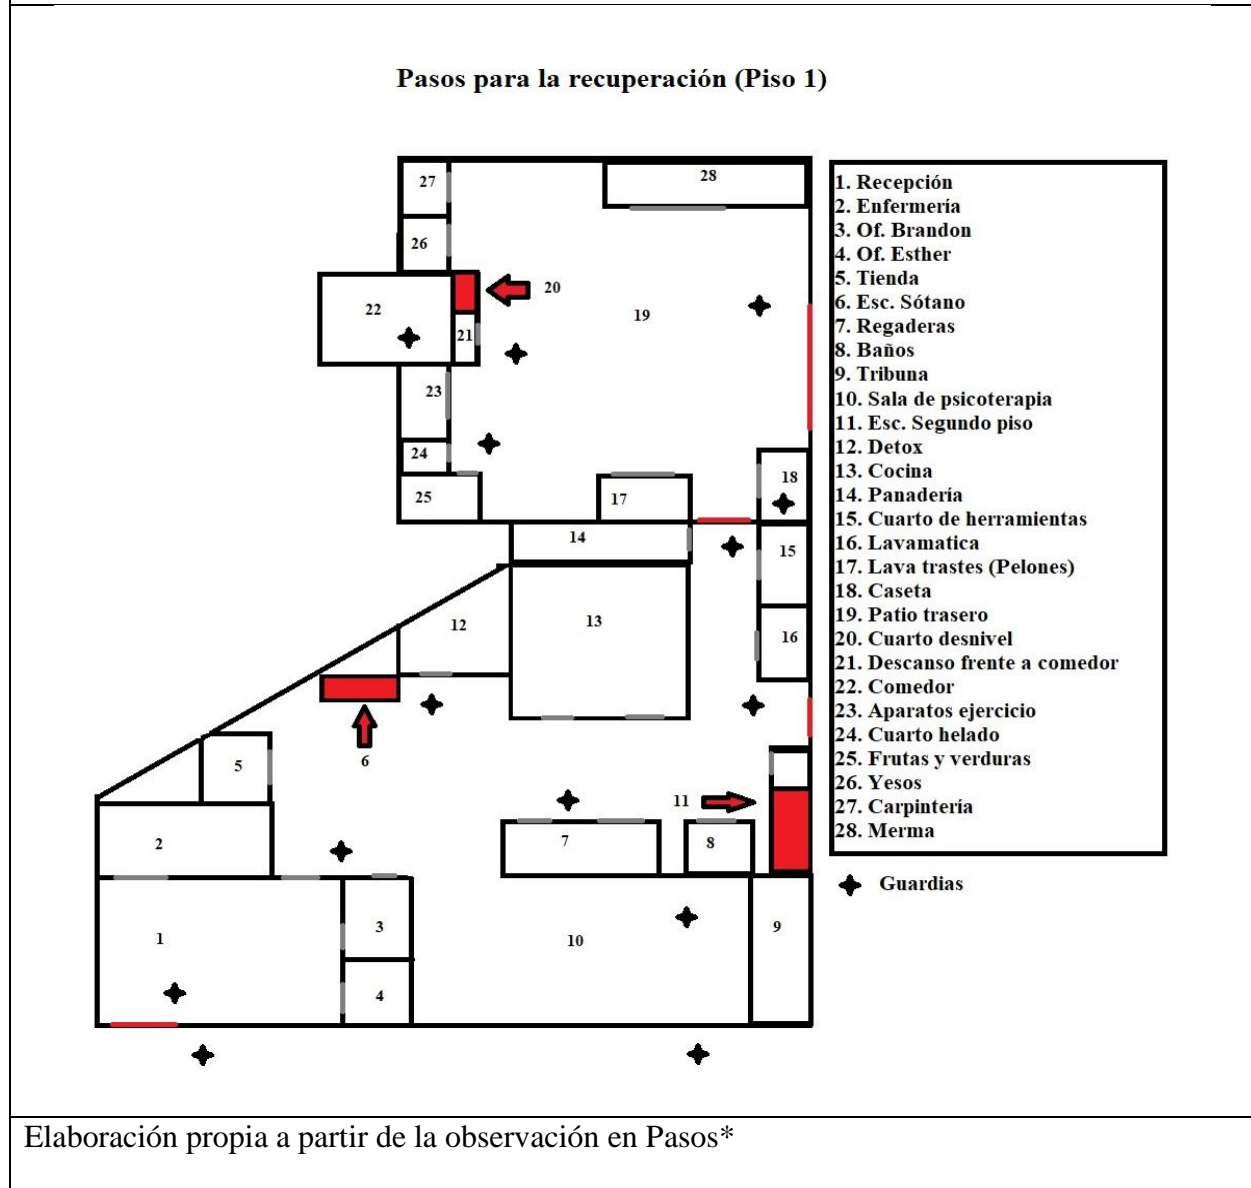 Pasos para la recuperación (Piso 1)
27
28
26
20
22
19
21
23
24
18
25
17
14
15
12
13
16
5
6
11
2
7
8
1
3
10
9
4
1. Recepción
2. Enfermería
3. Of. Brandon
4. Of. Esther
5. Tienda
6. Esc. Sótano
7. Regaderas
8. Baños
9. Tribuna
10. Sala de psicoterapia
11. Esc. Segundo piso
12. Detox
13. Cocina
14. Panadería
15. Cuarto de herramientas
16. Lavamatica
17. Lava trastes (Pelones)
18. Caseta
19. Patio trasero
20. Cuarto desnivel
21. Descanso frente a comedor
22. Comedor
23. Aparatos ejercicio
24. Cuarto helado
25. Frutas y verduras
26. Yesos
27. Carpintería
28. Merma
Guardias
Elaboración propia a partir de la observación en Pasos*